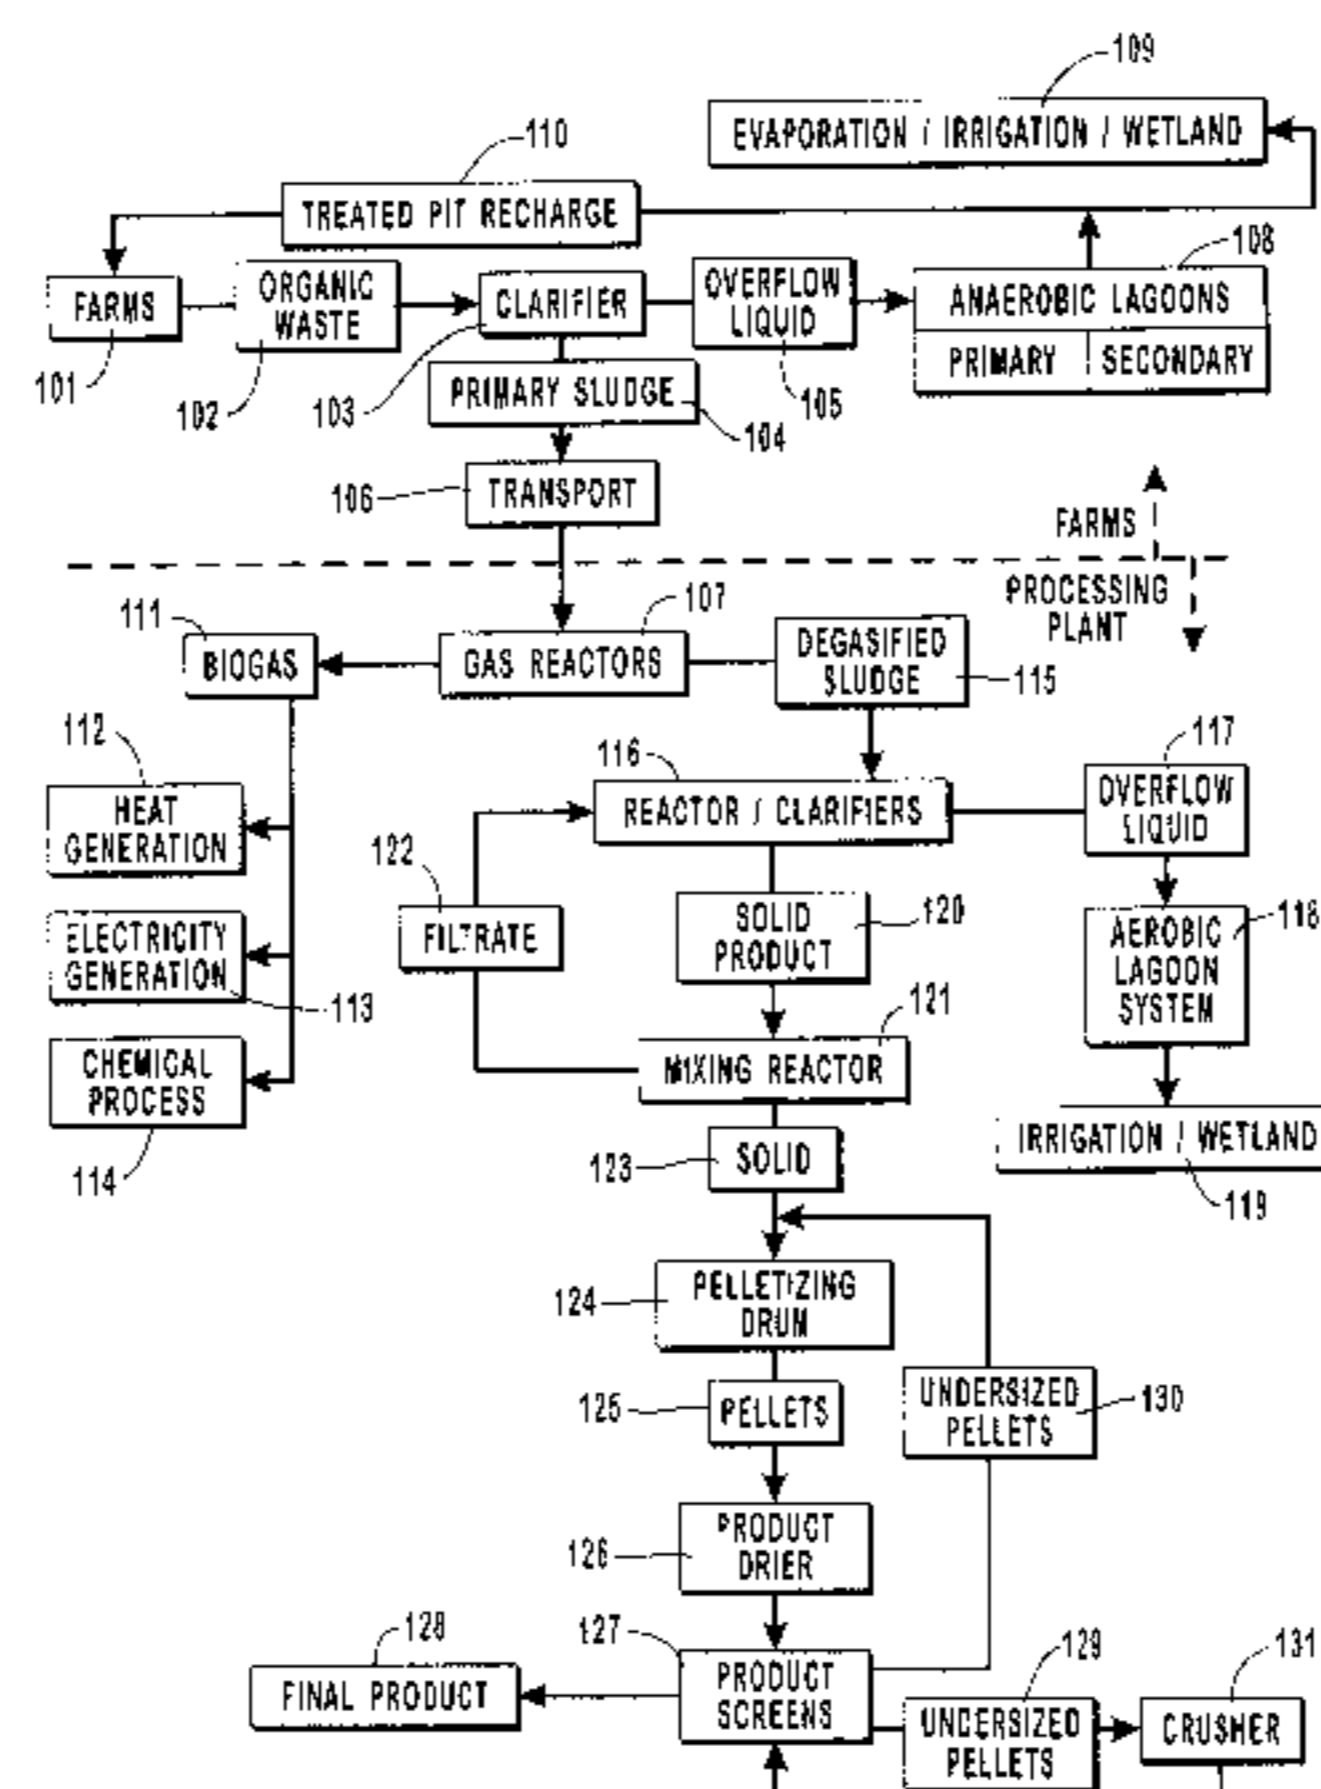 109
EVAPORATION / IRRIGATION / WETLAND
110
TREATED PIT RECHARGE
108
FARMS
ORGANIC
WASTE
CLARIFIER
OVERFLOW
LIQUID
ANAEROBIC LAGOONS
PRIMARY
SECONDARY
101
102
103
PRIMARY SLUDGE
105
104
106
TRANSPORT
FARMS
PROCESSING
PLANT
107
111
BIOGAS
GAS REACTORS
DEGASIFIED
SLUDGE
115
112
116
117
HEAT
GENERATION
REACTOR / CLARIFIERS
OVERFLOW
LIQUID
122
FILTRATE
SOLID
PRODUCT
120
118
ELECTRICITY
GENERATION
113
AEROBIC
LAGOON
SYSTEM
121
CHEMICAL
PROCESS
MIXING REACTOR
114
123
SOLID
IRRIGATION / WETLAND
119
124
PELLETIZING
DRUM
125
PELLETS
UNDERSIZED
PELLETS
130
126
PRODUCT
DRIER
128
127
129
131
FINAL PRODUCT
PRODUCT
SCREENS
UNDERSIZED
PELLETS
CRUSHER